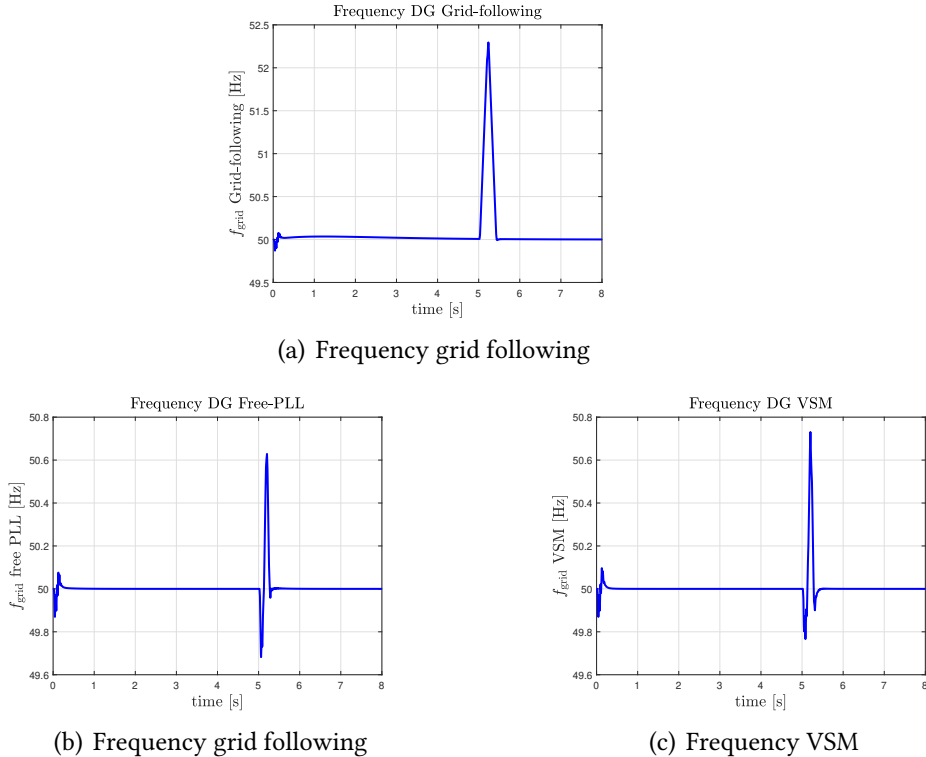 Frequency DG Grid-following
f_grid Grid-following [Hz]
52.5
52
51.5
51
50.5
50
49.5
0 1 2 3 4 5 6 7 8
time [s]
(a) Frequency grid following
Frequency DG Free-PLL
f_grid free PLL [Hz]
50.8
50.6
50.4
50.2
50
49.8
49.6
0 1 2 3 4 5 6 7 8
time [s]
(b) Frequency grid following
Frequency DG VSM
f_grid VSM [Hz]
50.8
50.6
50.4
50.2
50
49.8
49.6
0 1 2 3 4 5 6 7 8
time [s]
(c) Frequency VSM